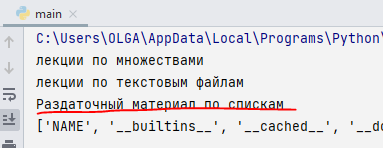 main
C:\Users\OLGA\AppData\Local\Programs\Python\
лекции по множествами
лекции по текстовым файлам
Раздаточный материал по спискам
['NAME', '__builtins__', '__cached__', '__do